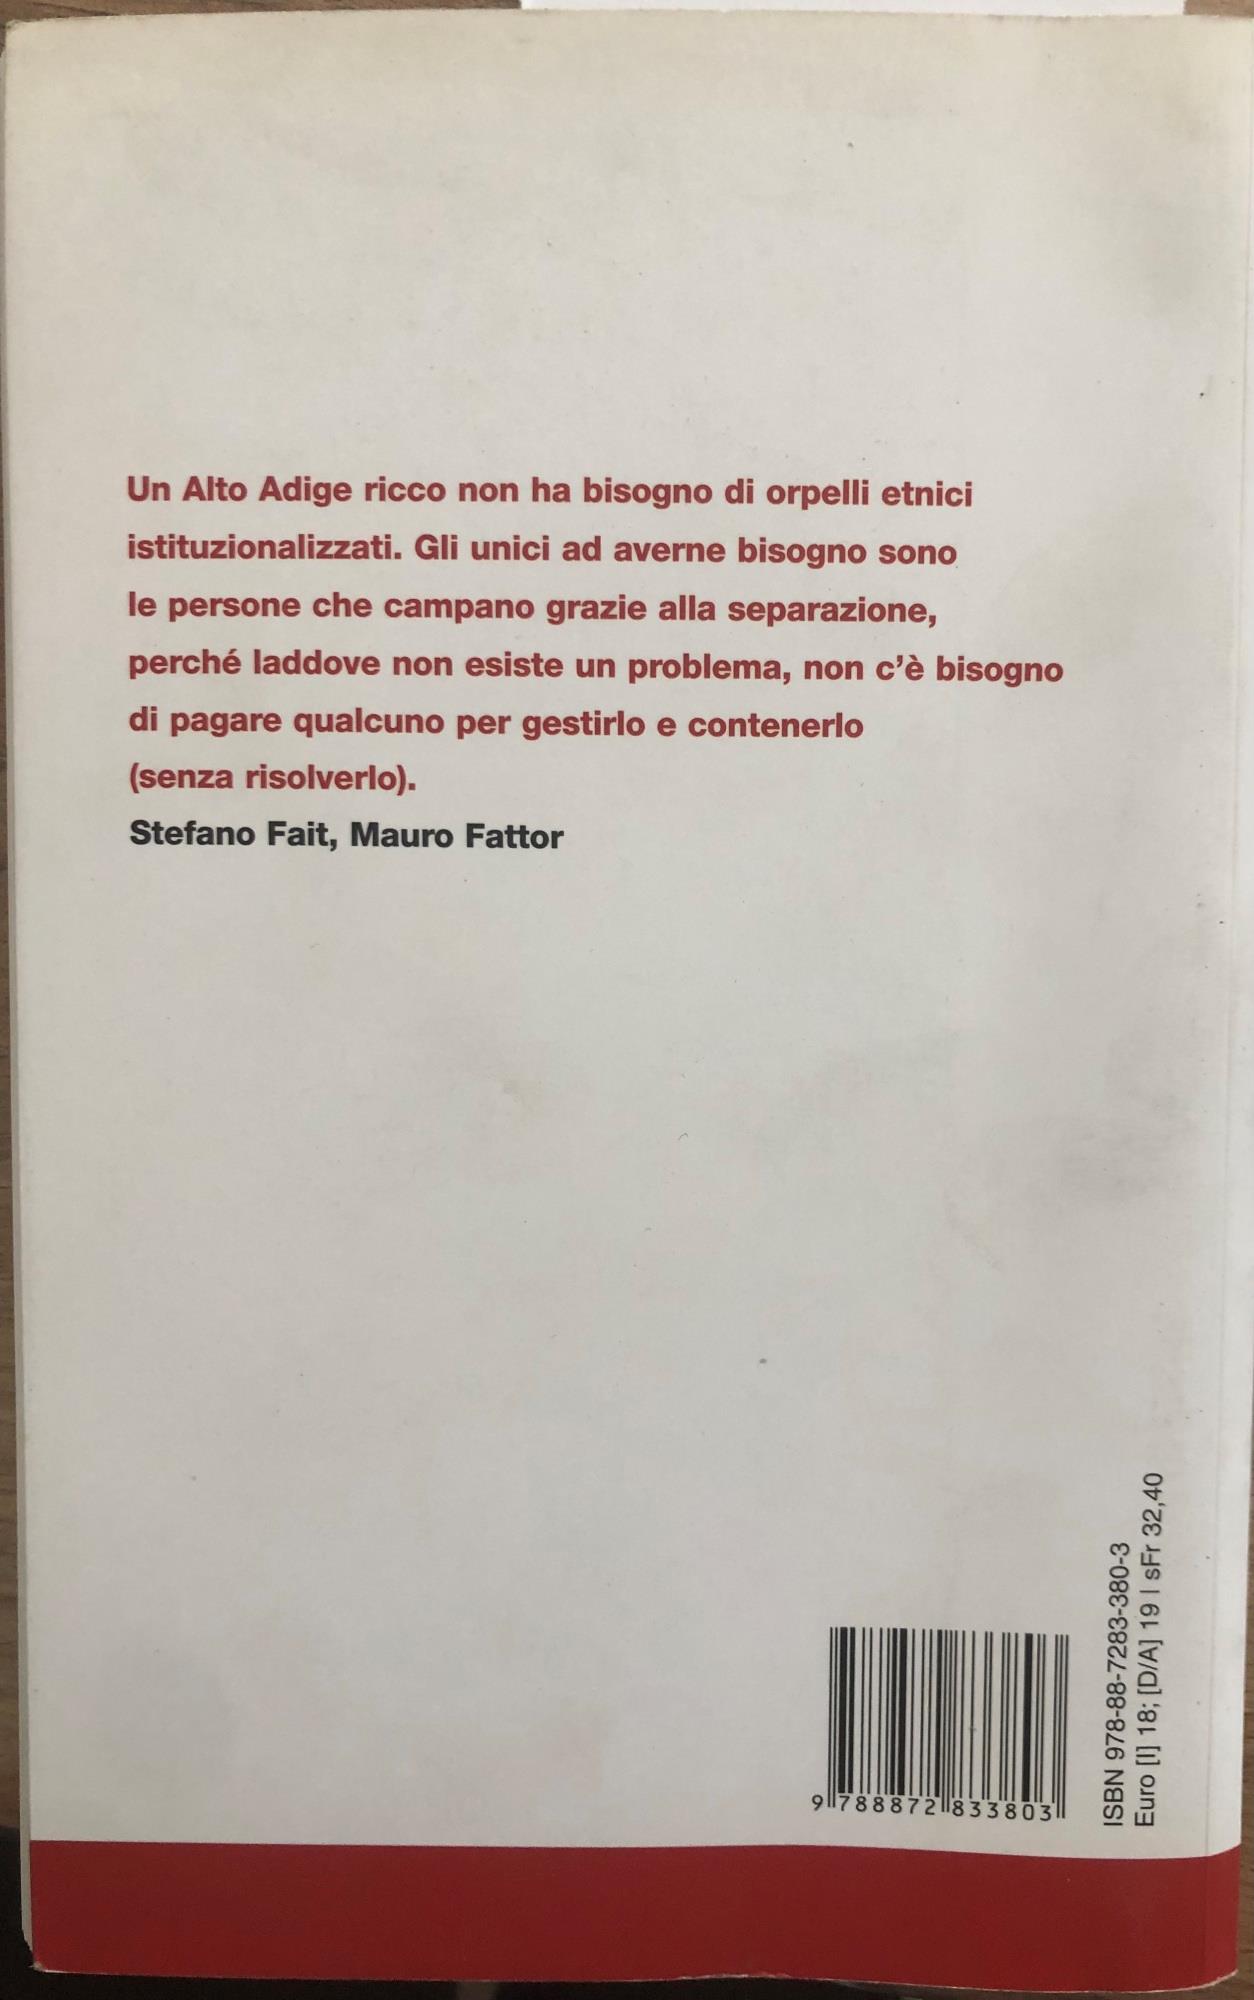 Un Alto Adige ricco non ha bisogno di orpelli etnici
istituzionalizzati. Gli unici ad averne bisogno sono
le persone che campano grazie alla separazione,
perché laddove non esiste un problema, non c'è bisogno
di pagare qualcuno per gestirlo e contenerlo
(senza risolverlo).
Stefano Fait, Mauro Fattor
ISBN 978-88-7283-380-3
Euro [I] 18; [D/A] 19 | sFr 32,40
9 788872 833803